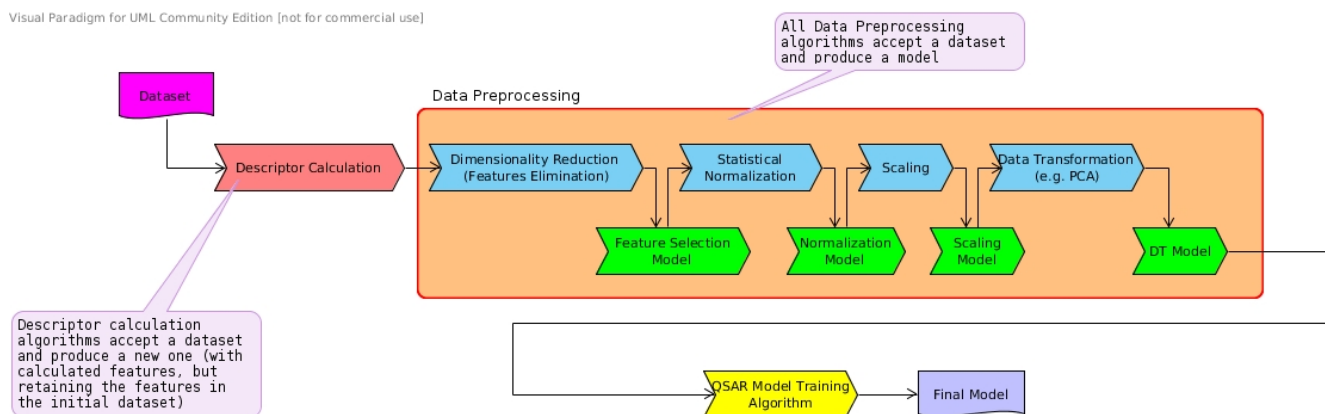 Visual Paradigm for UML Community Edition [not for commercial use]
All Data Preprocessing
algorithms accept a dataset
and produce a model
Dataset
Data Preprocessing
Descriptor Calculation
Dimensionality Reduction
(Features Elimination)
Statistical
Normalization
Scaling
Data Transformation
(e.g. PCA)
Feature Selection
Model
Normalization
Model
Scaling
Model
DT Model
Descriptor calculation
algorithms accept a dataset
and produce a new one (with
calculated features, but
retaining the features in
the initial dataset)
QSAR Model Training
Algorithm
Final Model